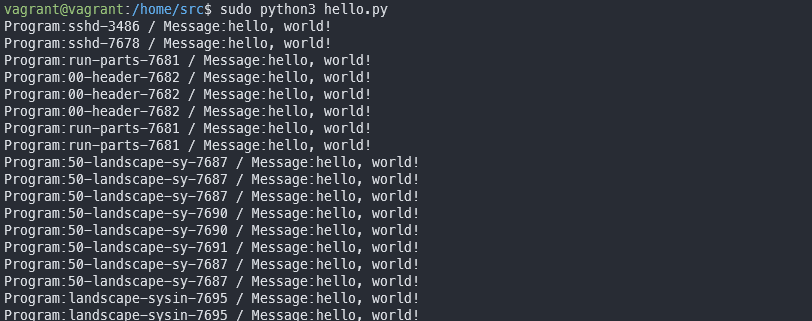 vagrant@vagrant:/home/src$ sudo python3 hello.py
Program:sshd-3486 / Message:hello, world!
Program:sshd-7678 / Message:hello, world!
Program:run-parts-7681 / Message:hello, world!
Program:00-header-7682 / Message:hello, world!
Program:00-header-7682 / Message:hello, world!
Program:00-header-7682 / Message:hello, world!
Program:run-parts-7681 / Message:hello, world!
Program:run-parts-7681 / Message:hello, world!
Program:50-landscape-sy-7687 / Message:hello, world!
Program:50-landscape-sy-7687 / Message:hello, world!
Program:50-landscape-sy-7687 / Message:hello, world!
Program:50-landscape-sy-7690 / Message:hello, world!
Program:50-landscape-sy-7690 / Message:hello, world!
Program:50-landscape-sy-7691 / Message:hello, world!
Program:50-landscape-sy-7687 / Message:hello, world!
Program:50-landscape-sy-7687 / Message:hello, world!
Program:landscape-sysin-7695 / Message:hello, world!
Program:landscape-sysin-7695 / Message:hello, world!